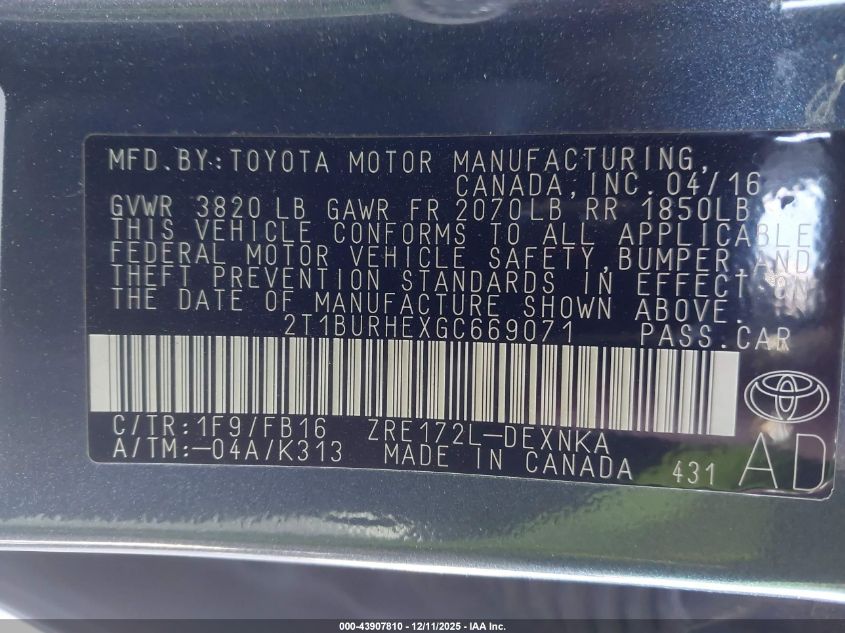 MFD.BY:TOYOTA MOTOR MANUFACTURING,
CANADA,INC.04/16
GVWR 3820 LB GAWR FR 2070LB RR 1850LB
THIS VEHICLE CONFORMS TO ALL APPLICABLE
FEDERAL MOTOR VEHICLE SAFETY,BUMPER,AND
THEFT PREVENTION STANDARDS IN EFFECT ON
THE DATE OF MANUFACTURE SHOWN ABOVE.
2T1BURHEXGC669071 PASS.CAR
C/TR:1F9/FB16 ZRE172L-DEXNKA
A/TM:-04A/K313 MADE IN CANADA 431 AD
000-43907810 - 12/11/2025 - IAA Inc.